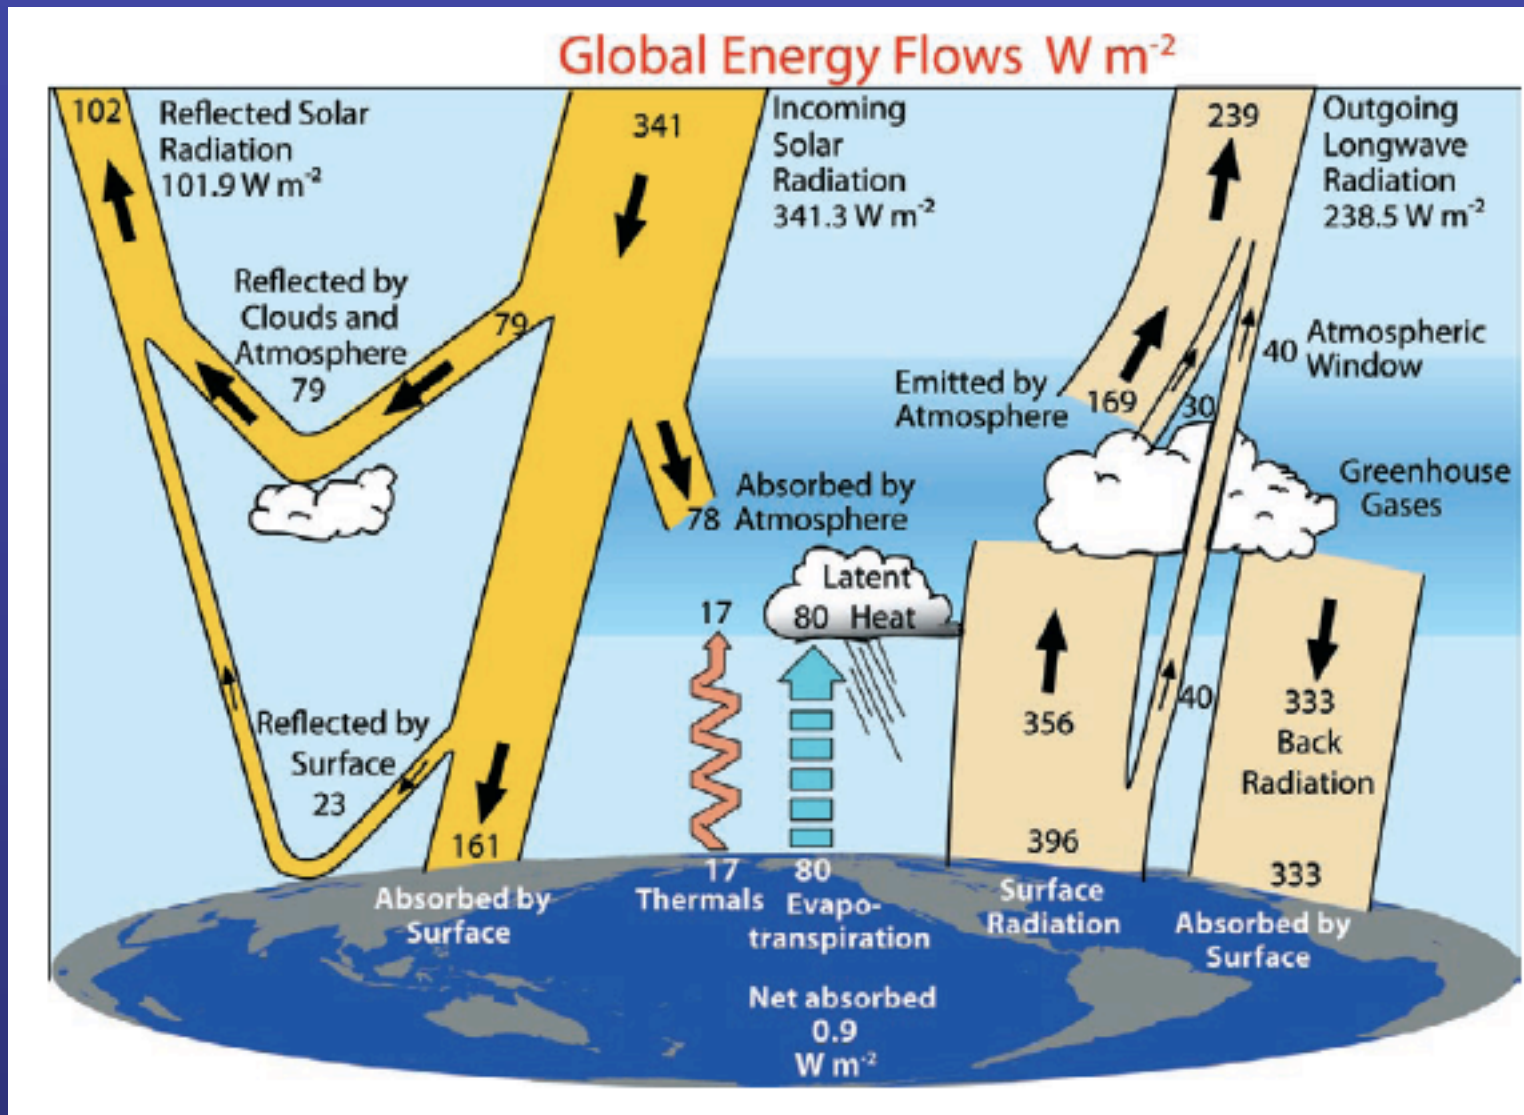 Global Energy Flows W m⁻²
102
Reflected Solar
Radiation
101.9 W m⁻²
341
Incoming
Solar
Radiation
341.3 W m⁻²
239
Outgoing
Longwave
Radiation
238.5 W m⁻²
Reflected by
Clouds and
Atmosphere
79
79
Emitted by
Atmosphere
169
30
40
Atmospheric
Window
Greenhouse
Gases
Absorbed by
Atmosphere
78
Latent
80 Heat
17
Reflected by
Surface
23
161
Absorbed by
Surface
17
Thermals
80
Evapo-
transpiration
356
40
396
Surface
Radiation
333
Back
Radiation
333
Absorbed by
Surface
Net absorbed
0.9
W m⁻²